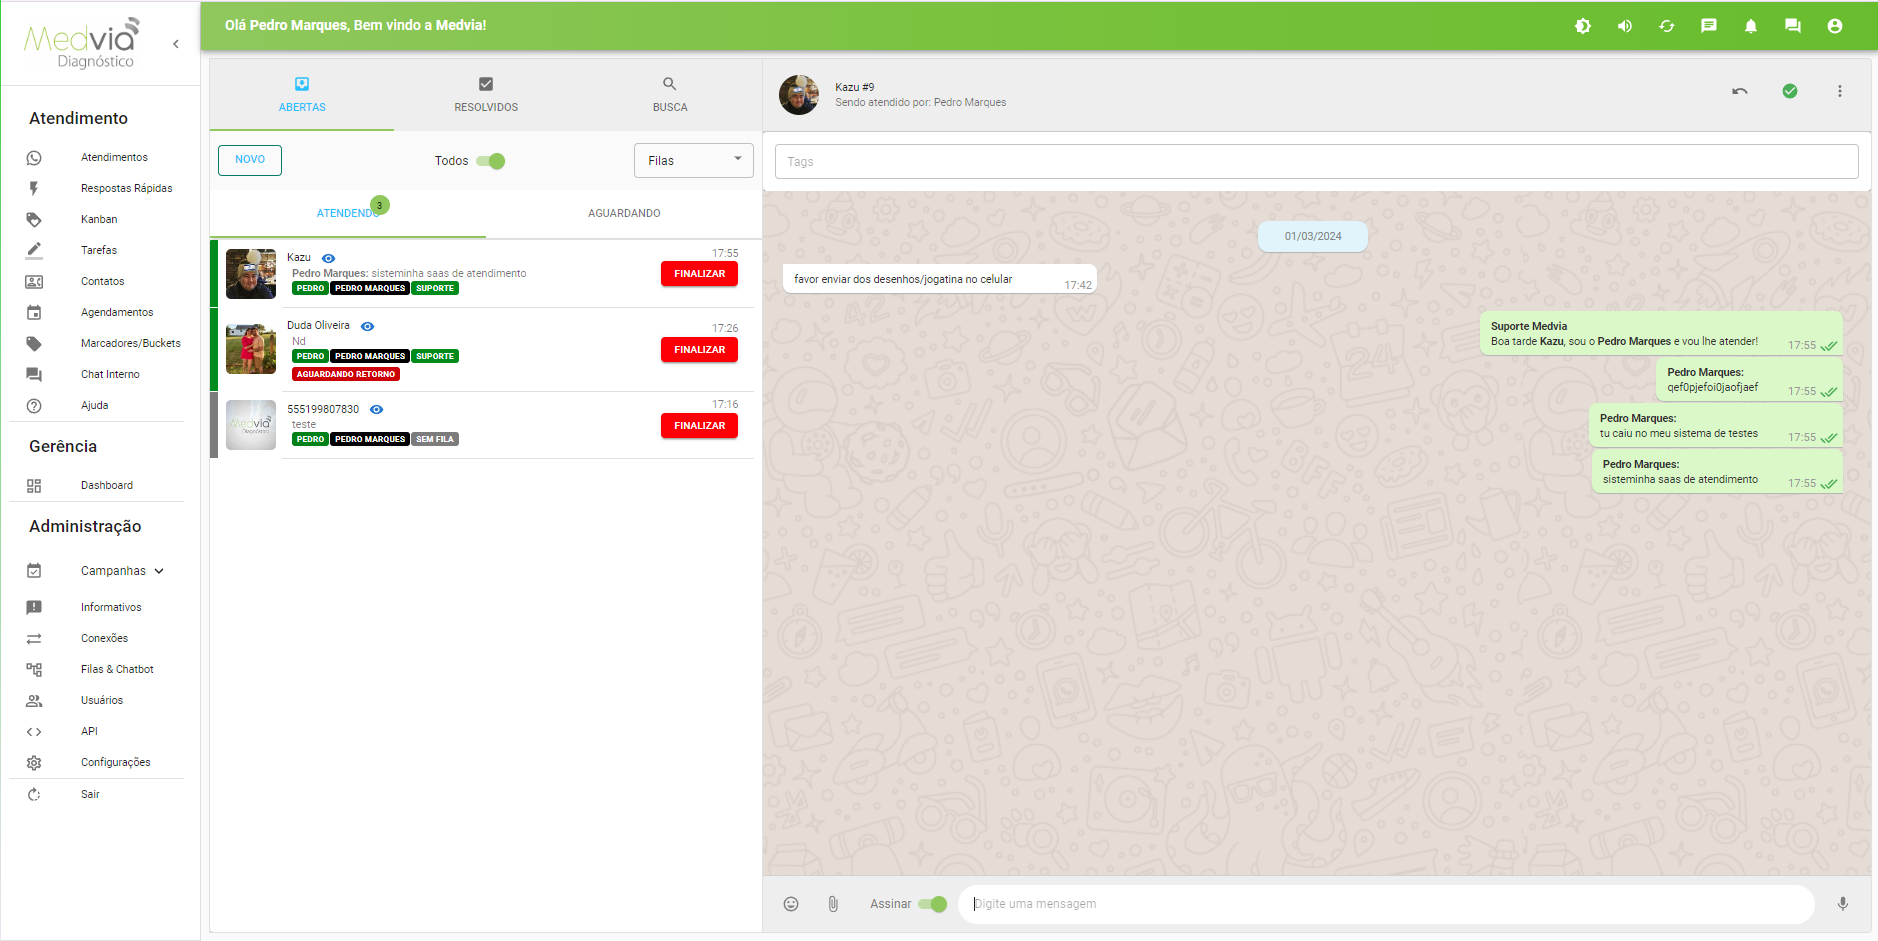 Medvia
Diagnóstico
Olá Pedro Marques, Bem vindo a Medvia!
Atendimento
Atendimentos
Respostas Rápidas
Kanban
Tarefas
Contatos
Agendamentos
Marcadores/Buckets
Chat Interno
Ajuda
Gerência
Dashboard
Administração
Campanhas
Informativos
Conexões
Filas & Chatbot
Usuários
API
Configurações
Sair
ABERTAS
RESOLVIDOS
BUSCA
NOVO
Todos
Filas
ATENDENDO
3
AGUARDANDO
Kazu
17:55
Pedro Marques: sisteminha saas de atendimento
FINALIZAR
PEDRO PEDRO MARQUES SUPORTE
Duda Oliveira
17:26
Nd
FINALIZAR
PEDRO PEDRO MARQUES SUPORTE
AGUARDANDO RETORNO
555199807830
17:16
teste
FINALIZAR
PEDRO PEDRO MARQUES SEM FILA
Medvia
Diagnóstico
Kazu #9
Sendo atendido por: Pedro Marques
Tags
01/03/2024
favor enviar dos desenhos/jogatina no celular
17:42
Suporte Medvia
Boa tarde Kazu, sou o Pedro Marques e vou lhe atender!
17:55
Pedro Marques:
qef0pjefoi0jaofjaef
17:55
Pedro Marques:
tu caiu no meu sistema de testes
17:55
Pedro Marques:
sisteminha saas de atendimento
17:55
Assinar
Digite uma mensagem